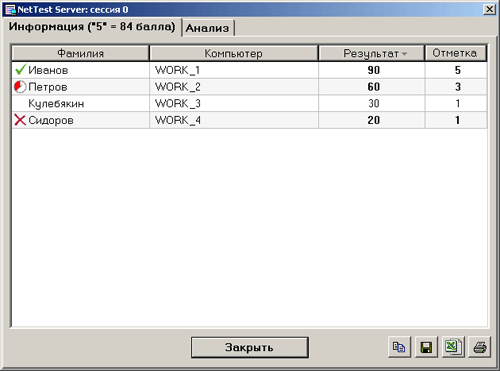 NetTest Server: сессия 0
Информация ("5" = 84 балла) Анализ
Фамилия Компьютер Результат Отметка
Иванов WORK_1 90 5
Петров WORK_2 60 3
Кулебякин WORK_3 30 1
Сидоров WORK_4 20 1
Закрыть